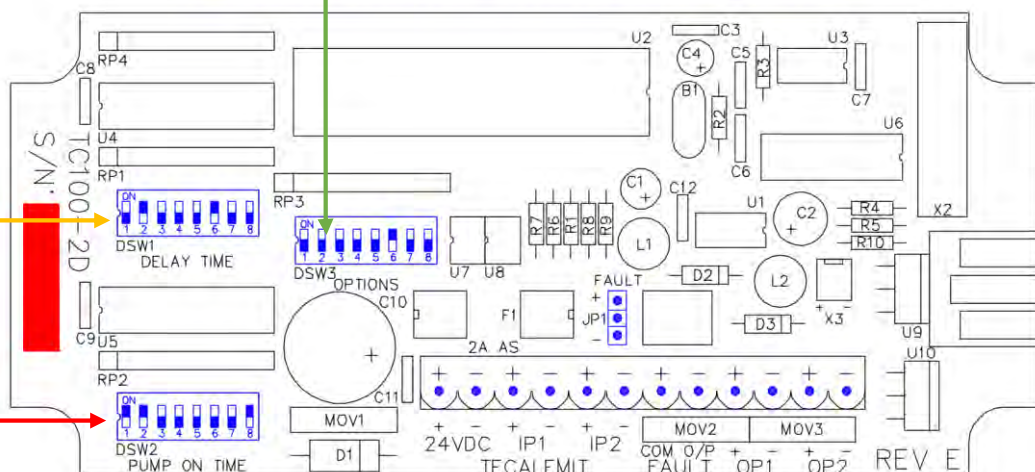 RP4
C8
U4
RP1
TC100-2D
S/N'
ON
1 2 3 4 5 6 7 8
DSW1
DELAY TIME
C9
U5
RP2
ON
1 2 3 4 5 6 7 8
DSW2
PUMP ON TIME
U2
RP3
ON
1 2 3 4 5 6 7 8
DSW3
OPTIONS
U7 U8
C10
F1
2A AS
C11
MOV1
D1
C3
C4
+
B1
R2
C5
R3
U3
C7
C6
U6
X2
C1
+
C12
R7 R6 R1 R8 R9
L1
U1
C2
+
R4
R5
R10
D2
L2
D3
X3
+ -
U9
U10
FAULT
+
JP1
-
+ - + - + - + - + - + -
+ - + - + -
24VDC IP1 IP2
TECALEMIT
MOV2 MOV3
COM O/P + - + -
FAULT OP1 OP2
REV E